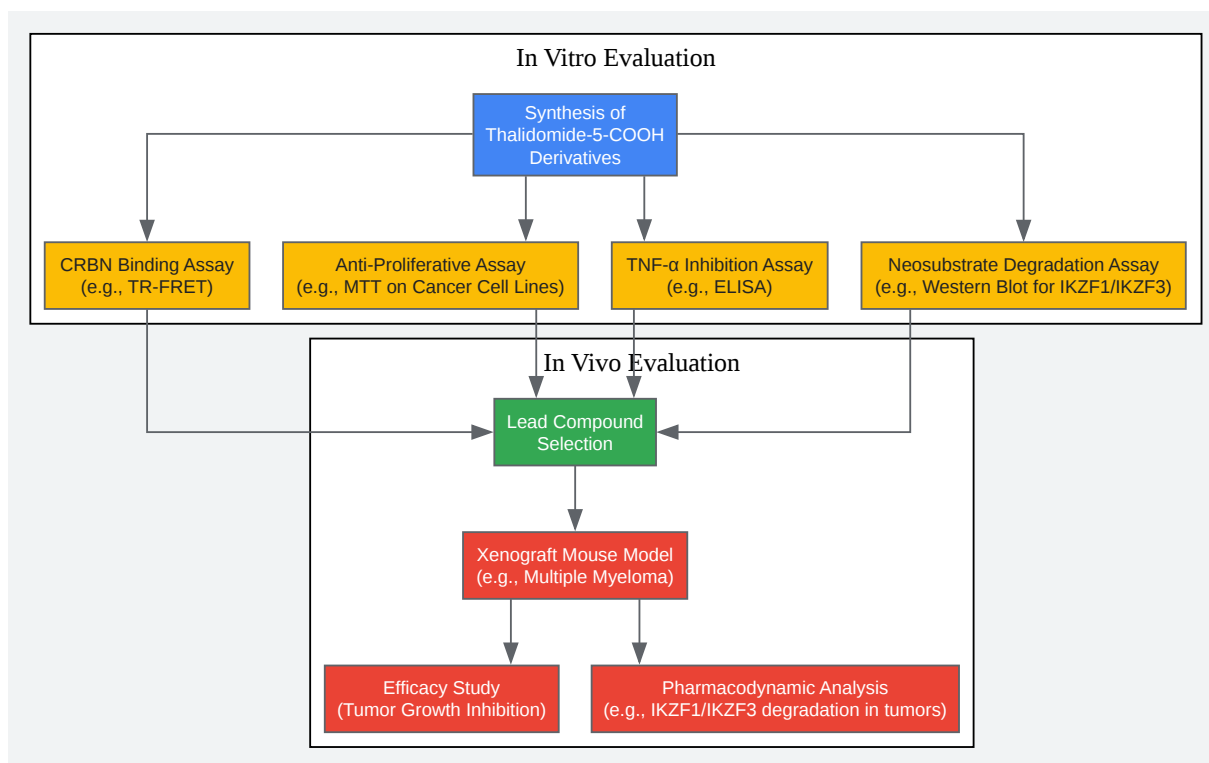 In Vitro Evaluation
Synthesis of
Thalidomide-5-COOH
Derivatives
CRBN Binding Assay
(e.g., TR-FRET)
Anti-Proliferative Assay
(e.g., MTT on Cancer Cell Lines)
TNF-α Inhibition Assay
(e.g., ELISA)
Neosubstrate Degradation Assay
(e.g., Western Blot for IKZF1/IKZF3)
In Vivo Evaluation
Lead Compound
Selection
Xenograft Mouse Model
(e.g., Multiple Myeloma)
Efficacy Study
(Tumor Growth Inhibition)
Pharmacodynamic Analysis
(e.g., IKZF1/IKZF3 degradation in tumors)